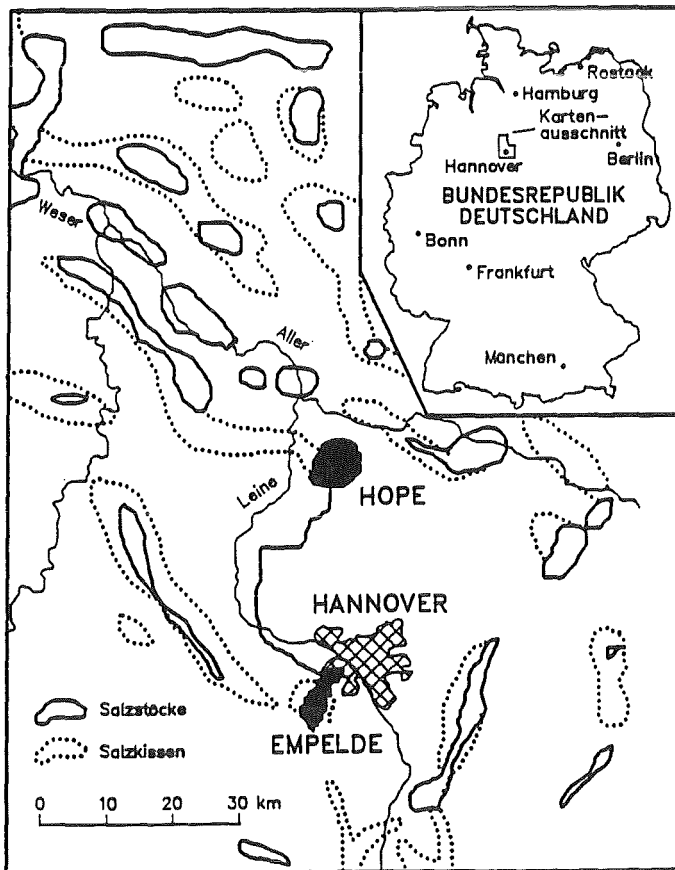 Rostock
Hamburg
Karten-
ausschnitt
Hannover
Berlin
BUNDESREPUBLIK
DEUTSCHLAND
Bonn
Frankfurt
München
Weser
Aller
Leine
HOPE
HANNOVER
EMPELDE
Salzstöcke
Salzkissen
0 10 20 30 km